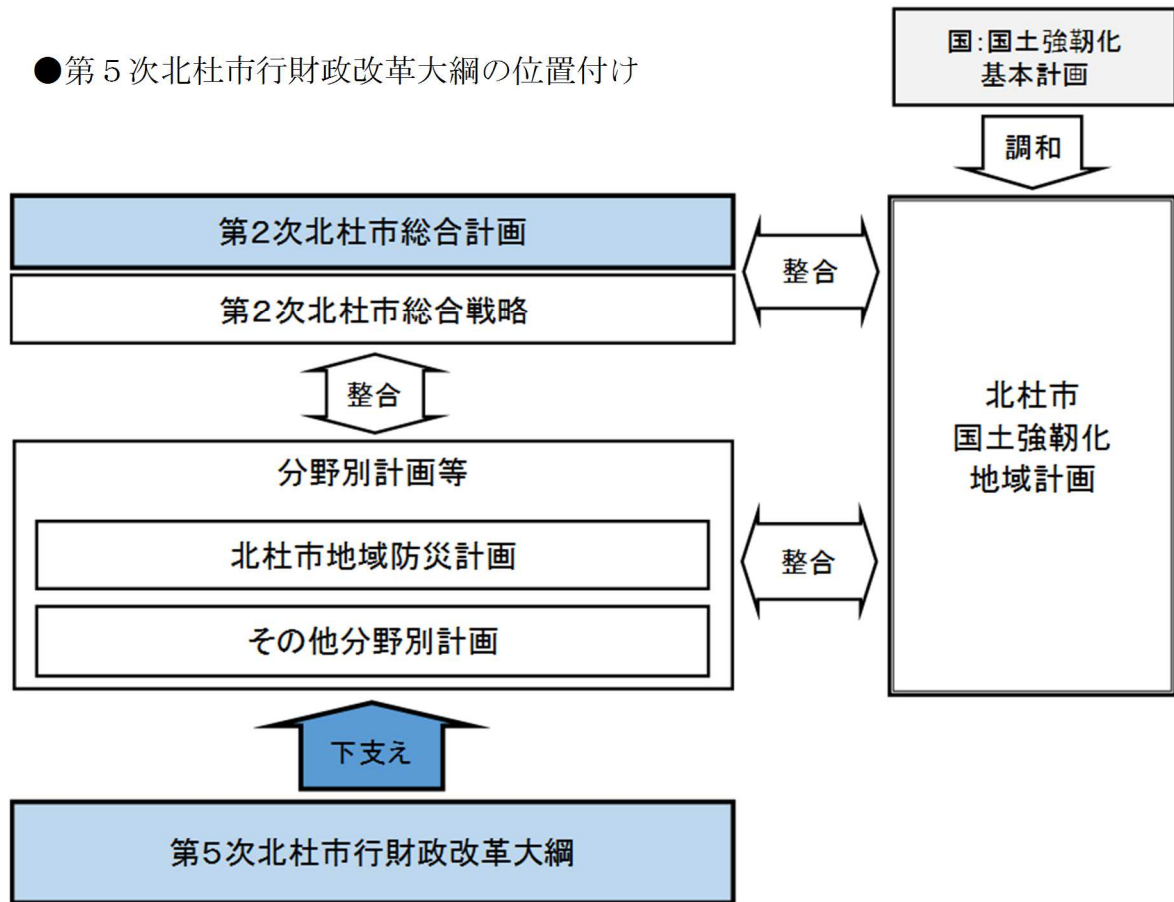 ●第５次北杜市行財政改革大綱の位置付け
国:国土強靭化
基本計画
調和
第2次北杜市総合計画
第2次北杜市総合戦略
整合
整合
分野別計画等
北杜市地域防災計画
その他分野別計画
整合
北杜市
国土強靭化
地域計画
下支え
第5次北杜市行財政改革大綱